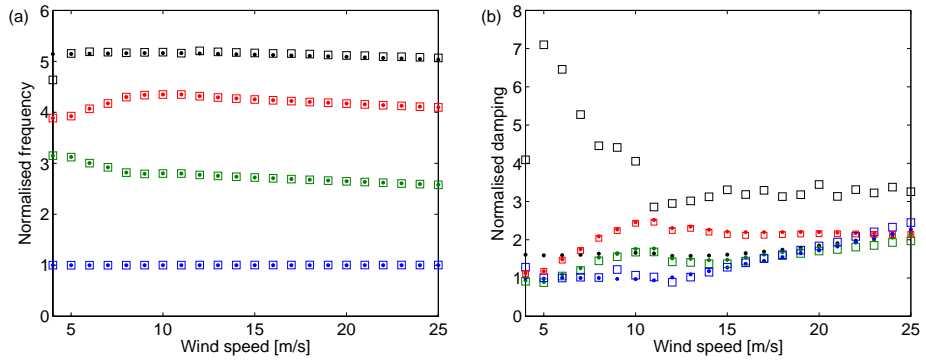 (a)
Normalised frequency
6
5
4
3
2
1
0
5 10 15 20 25
Wind speed [m/s]
(b)
Normalised damping
8
7
6
5
4
3
2
1
0
5 10 15 20 25
Wind speed [m/s]